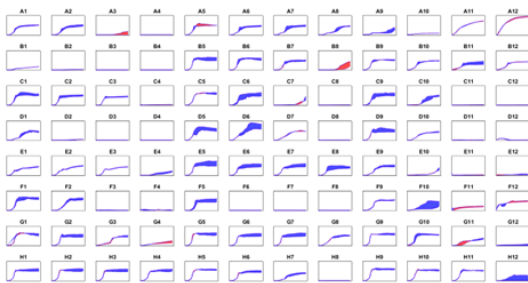 A1 A2 A3 A4 A5 A6 A7 A8 A9 A10 A11 A12
B1 B2 B3 B4 B5 B6 B7 B8 B9 B10 B11 B12
C1 C2 C3 C4 C5 C6 C7 C8 C9 C10 C11 C12
D1 D2 D3 D4 D5 D6 D7 D8 D9 D10 D11 D12
E1 E2 E3 E4 E5 E6 E7 E8 E9 E10 E11 E12
F1 F2 F3 F4 F5 F6 F7 F8 F9 F10 F11 F12
G1 G2 G3 G4 G5 G6 G7 G8 G9 G10 G11 G12
H1 H2 H3 H4 H5 H6 H7 H8 H9 H10 H11 H12